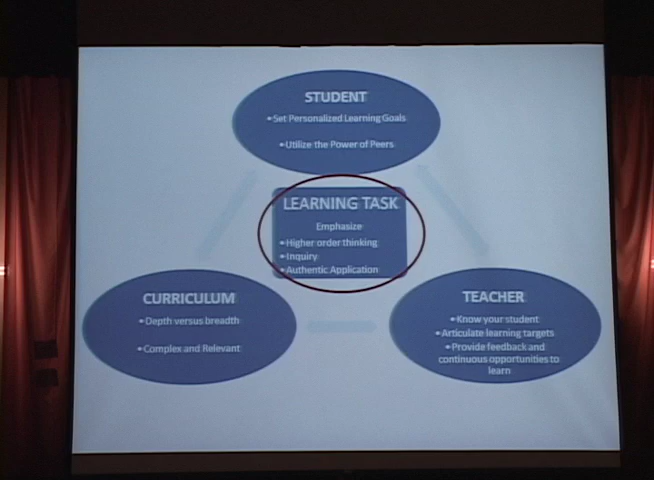 STUDENT
•Set Personalized Learning Goals
•Utilize the Power of Peers
LEARNING TASK
Emphasize
•Higher order thinking
•Inquiry
•Authentic Application
CURRICULUM
•Depth versus breadth
•Complex and Relevant
TEACHER
•Know your student
•Articulate learning targets
•Provide feedback and
continuous opportunities to
learn